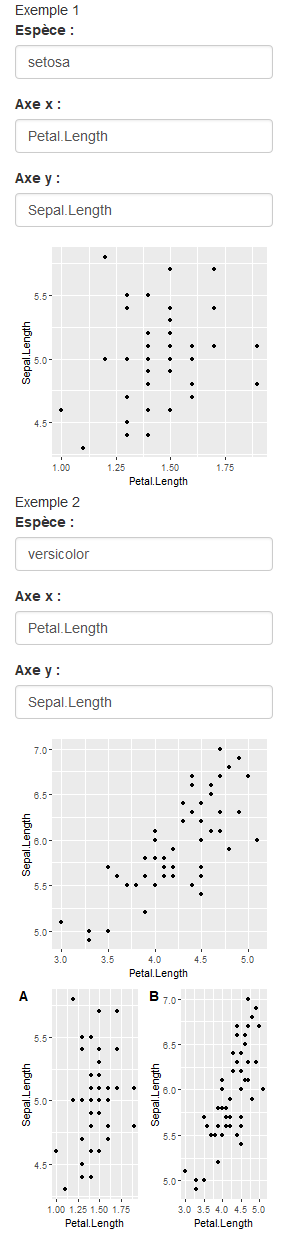 Exemple 1
Espèce :
setosa
Axe x :
Petal.Length
Axe y :
Sepal.Length
Sepal.Length
5.5
5.0
4.5
1.00 1.25 1.50 1.75
Petal.Length
Exemple 2
Espèce :
versicolor
Axe x :
Petal.Length
Axe y :
Sepal.Length
Sepal.Length
7.0
6.5
6.0
5.5
5.0
3.0 3.5 4.0 4.5 5.0
Petal.Length
A
Sepal.Length
5.5
5.0
4.5
1.00 1.25 1.50 1.75
Petal.Length
B
Sepal.Length
7.0
6.5
6.0
5.5
5.0
3.0 3.5 4.0 4.5 5.0
Petal.Length